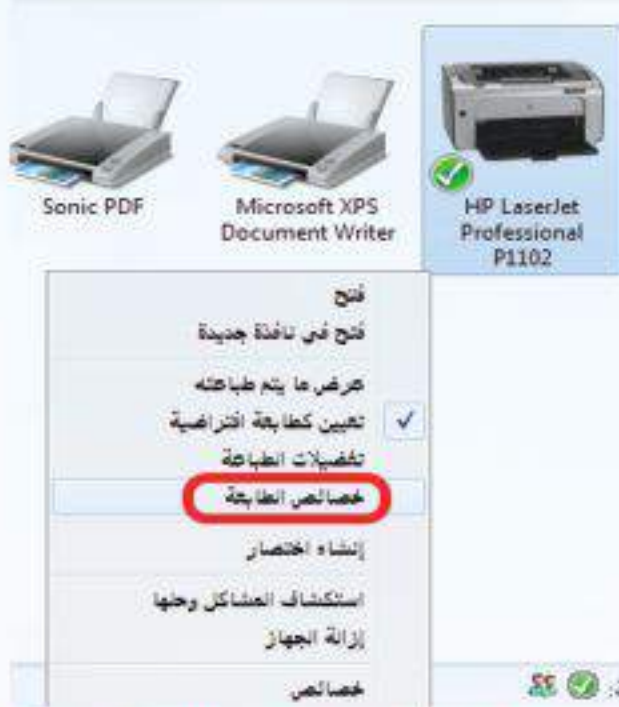 Sonic PDF
Microsoft XPS
Document Writer
HP LaserJet
Professional
P1102
فتح
فتح في نافذة جديدة
عرض ما يتم طباعته
تعيين كطابعة افتراضية
تفضيلات الطباعة
خصائص الطابعة
إنشاء اختصار
استكشاف المشاكل وحلها
إزالة الجهاز
خصائص